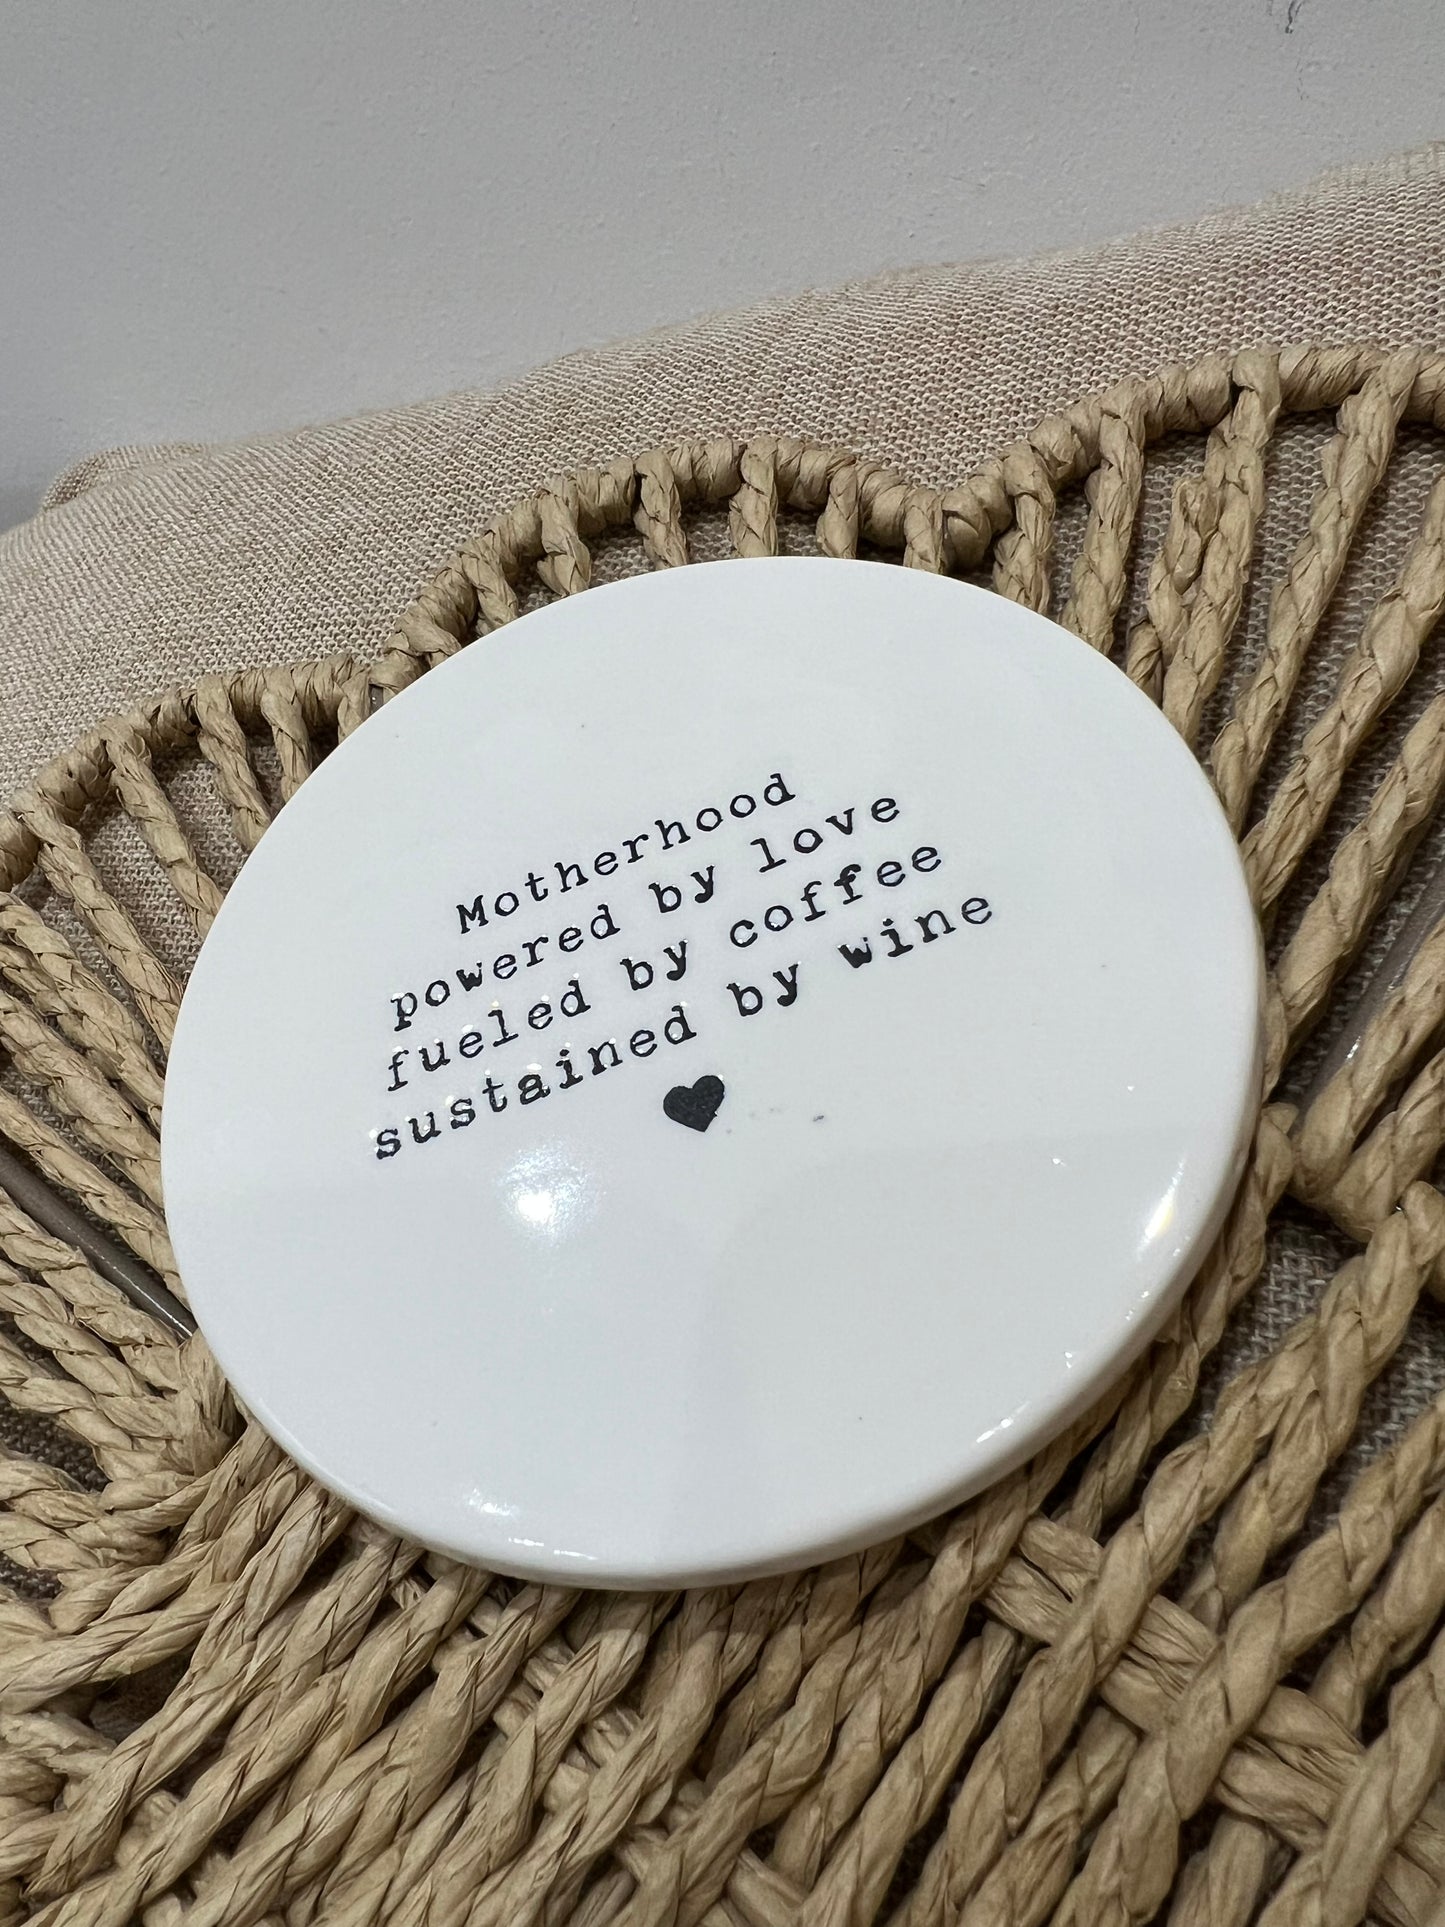 Motherhood
powered by love
fueled by coffee
sustained by wine